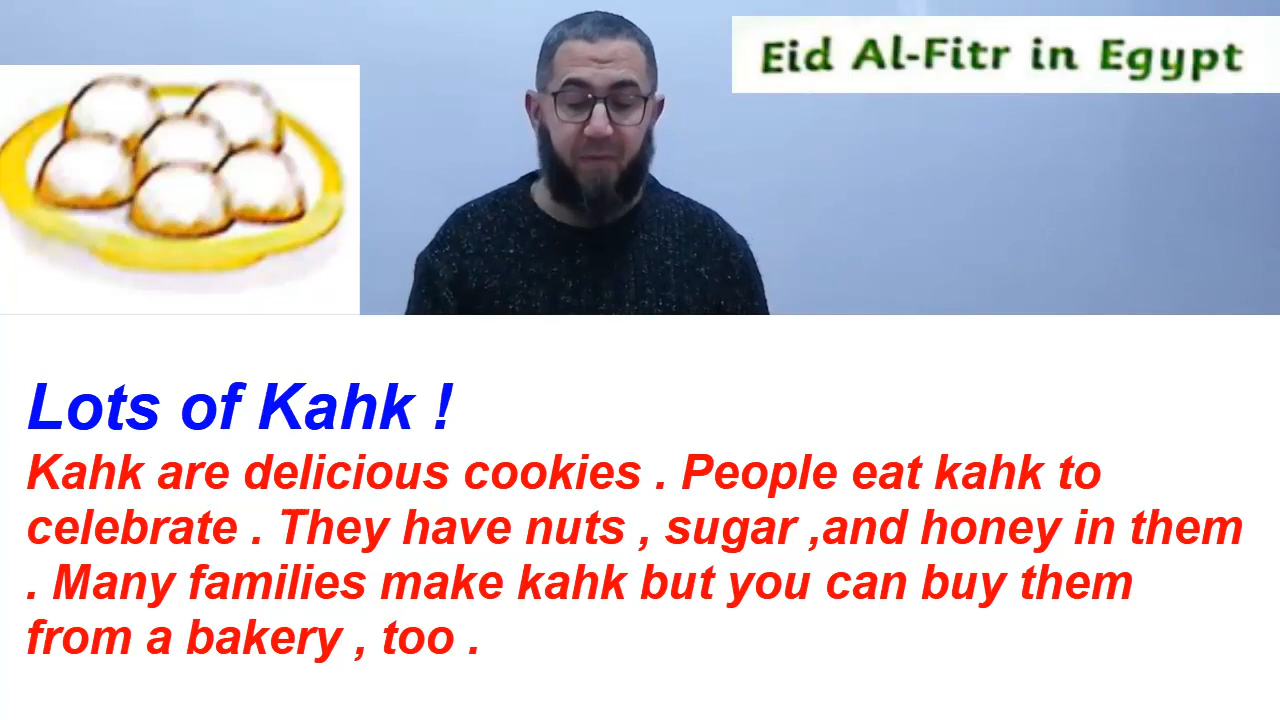 Eid Al-Fitr in Egypt
Lots of Kahk !
Kahk are delicious cookies . People eat kahk to
celebrate . They have nuts , sugar ,and honey in them
. Many families make kahk but you can buy them
from a bakery , too .